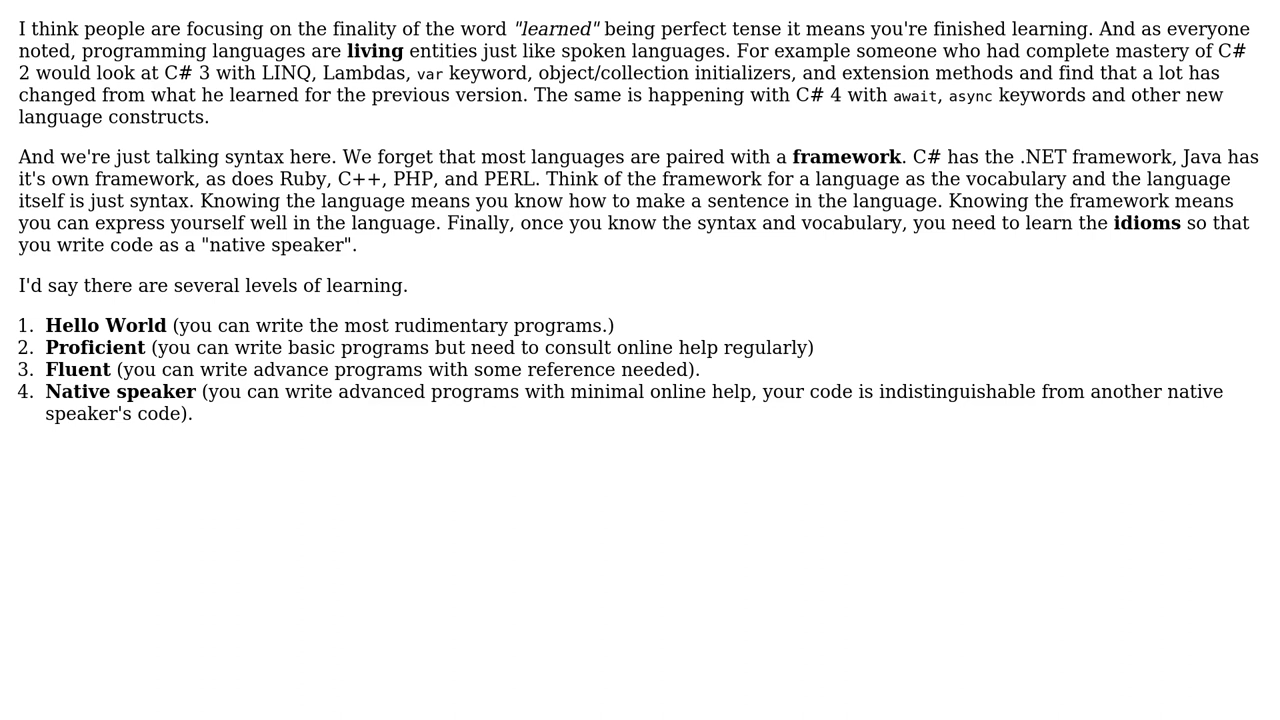 I think people are focusing on the finality of the word "learned" being perfect tense it means you're finished learning. And as everyone
noted, programming languages are living entities just like spoken languages. For example someone who had complete mastery of C#
2 would look at C# 3 with LINQ, Lambdas, var keyword, object/collection initializers, and extension methods and find that a lot has
changed from what he learned for the previous version. The same is happening with C# 4 with await, async keywords and other new
language constructs.
And we're just talking syntax here. We forget that most languages are paired with a framework. C# has the .NET framework, Java has
it's own framework, as does Ruby, C++, PHP, and PERL. Think of the framework for a language as the vocabulary and the language
itself is just syntax. Knowing the language means you know how to make a sentence in the language. Knowing the framework means
you can express yourself well in the language. Finally, once you know the syntax and vocabulary, you need to learn the idioms so that
you write code as a "native speaker".
I'd say there are several levels of learning.
1. Hello World (you can write the most rudimentary programs.)
2. Proficient (you can write basic programs but need to consult online help regularly)
3. Fluent (you can write advance programs with some reference needed).
4. Native speaker (you can write advanced programs with minimal online help, your code is indistinguishable from another native
speaker's code).